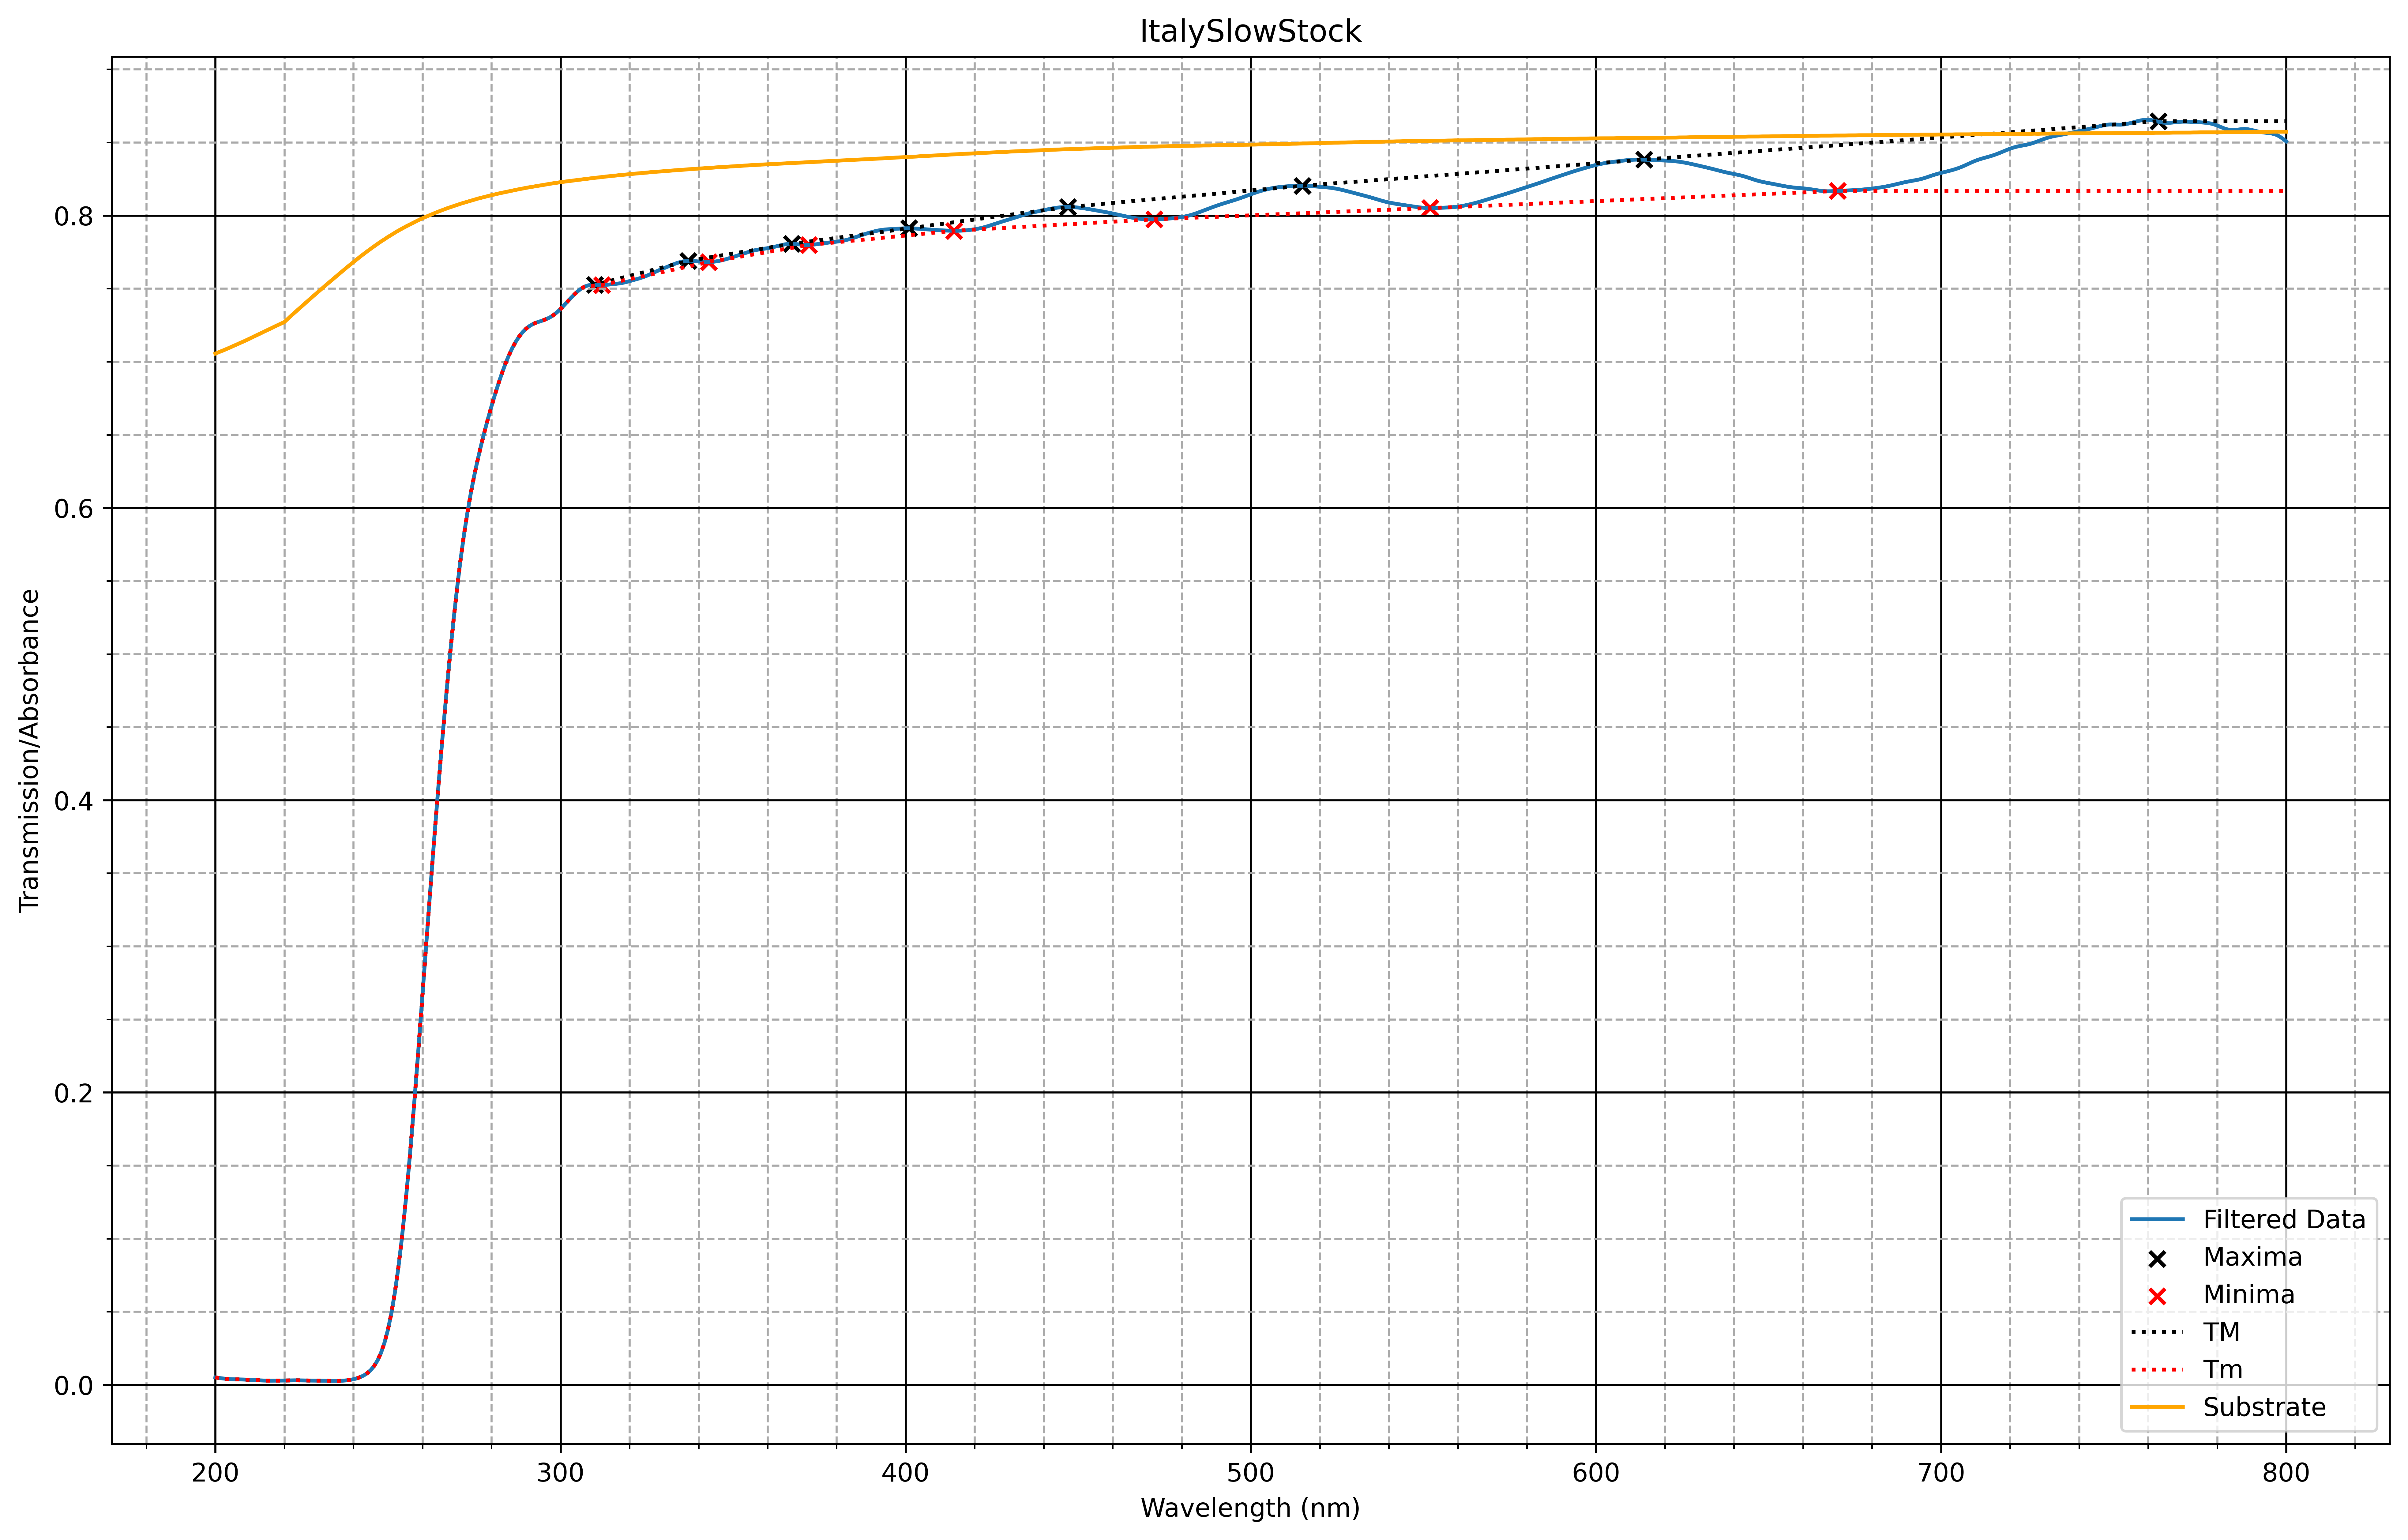 ItalySlowStock
Transmission/Absorbance
0.8
0.6
0.4
0.2
0.0
200 300 400 500 600 700 800
Wavelength (nm)
Filtered Data
Maxima
Minima
TM
Tm
Substrate